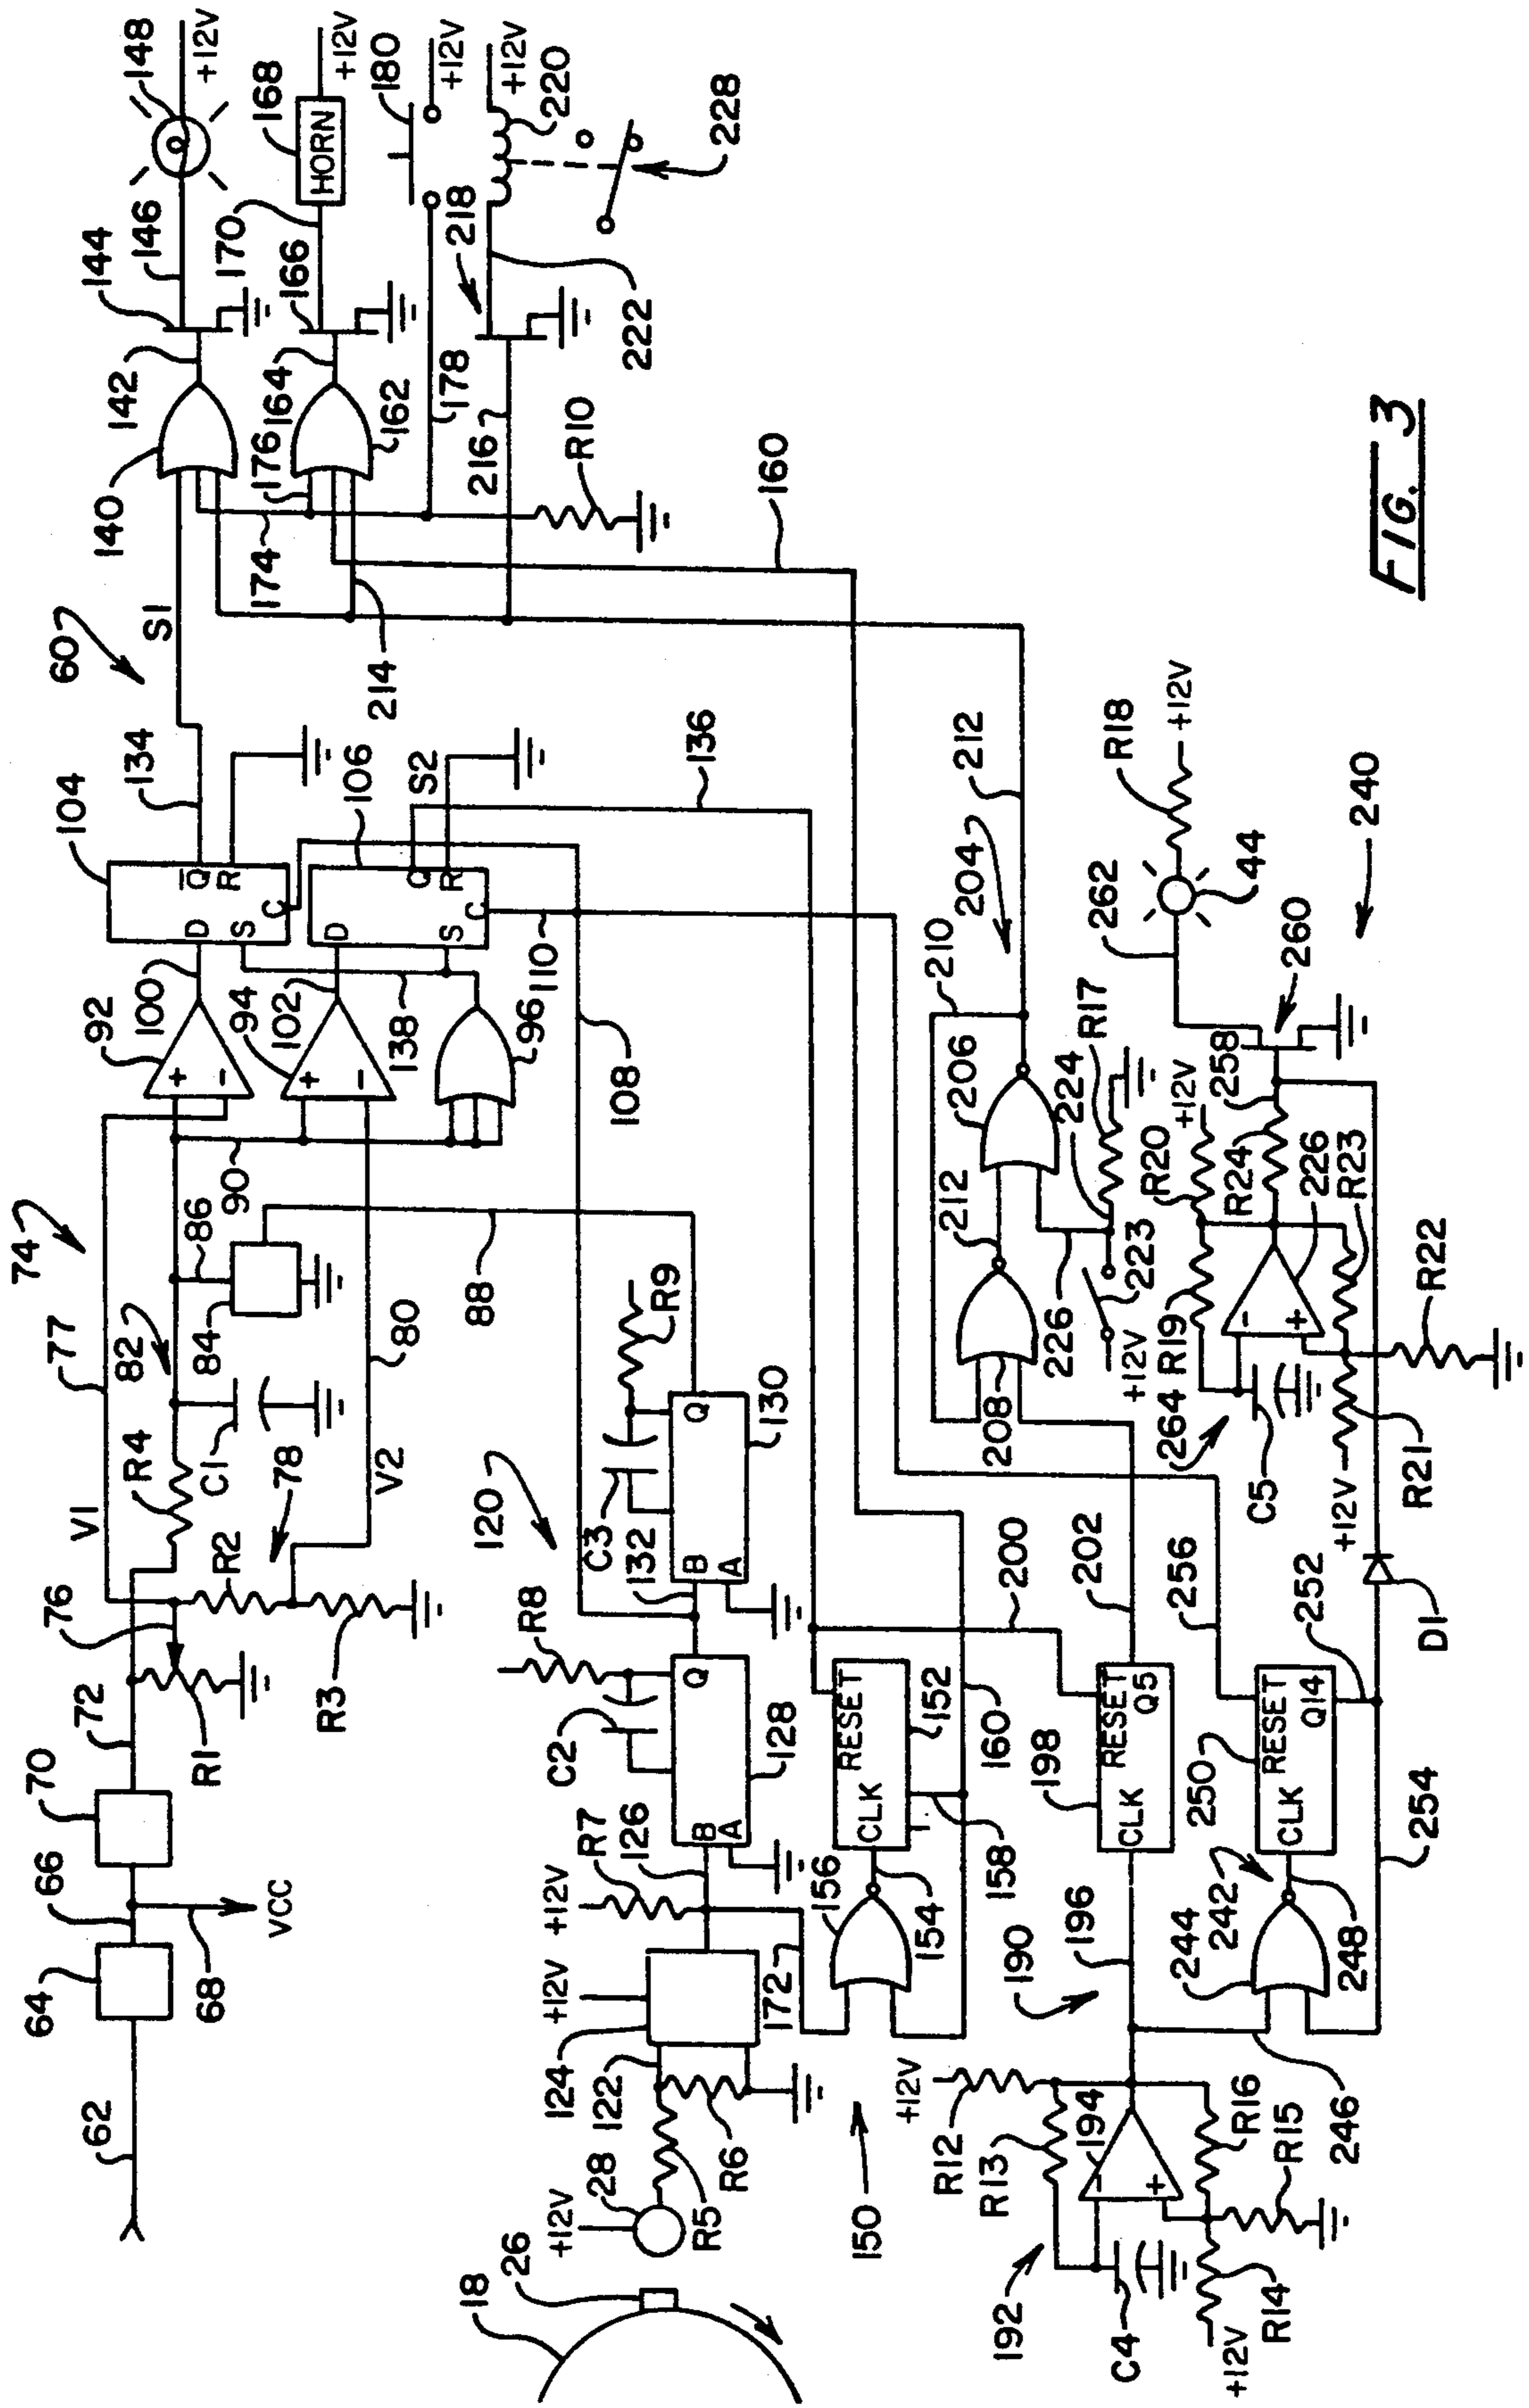 FIG. 3
60
62
64
66
68
VCC
70
72
R1
76
77
74
V1
R4
82
86
C1
84
78
R2
R3
V2
80
88
90
92
+
-
100
94
+
-
102
138
96
110
108
104
D
S
Q
R
C
134
S1
106
D
S
Q
R
C
S2
136
140
142
144
146
148
+12V
174
176
164
162
166
170
168
HORN
+12V
178
180
+12V
214
216
218
220
+12V
222
228
R10
160
18
26
28
+12V
R5
R6
122
124
+12V
+12V
R7
126
172
B
A
Q
128
C2
R8
120
132
B
A
Q
130
C3
R9
150
156
154
CLK
RESET
152
158
160
200
190
192
C4
+12V
R12
R13
194
-
+
R14
+12V
R15
R16
196
198
CLK
RESET
Q5
202
204
206
208
210
212
212
223
224
226
R17
+12V
240
242
244
246
248
250
CLK
RESET
Q14
252
254
256
D1
264
C5
R19
R20
+12V
R21
+12V
R22
R23
R24
226
-
+
258
260
262
44
R18
+12V